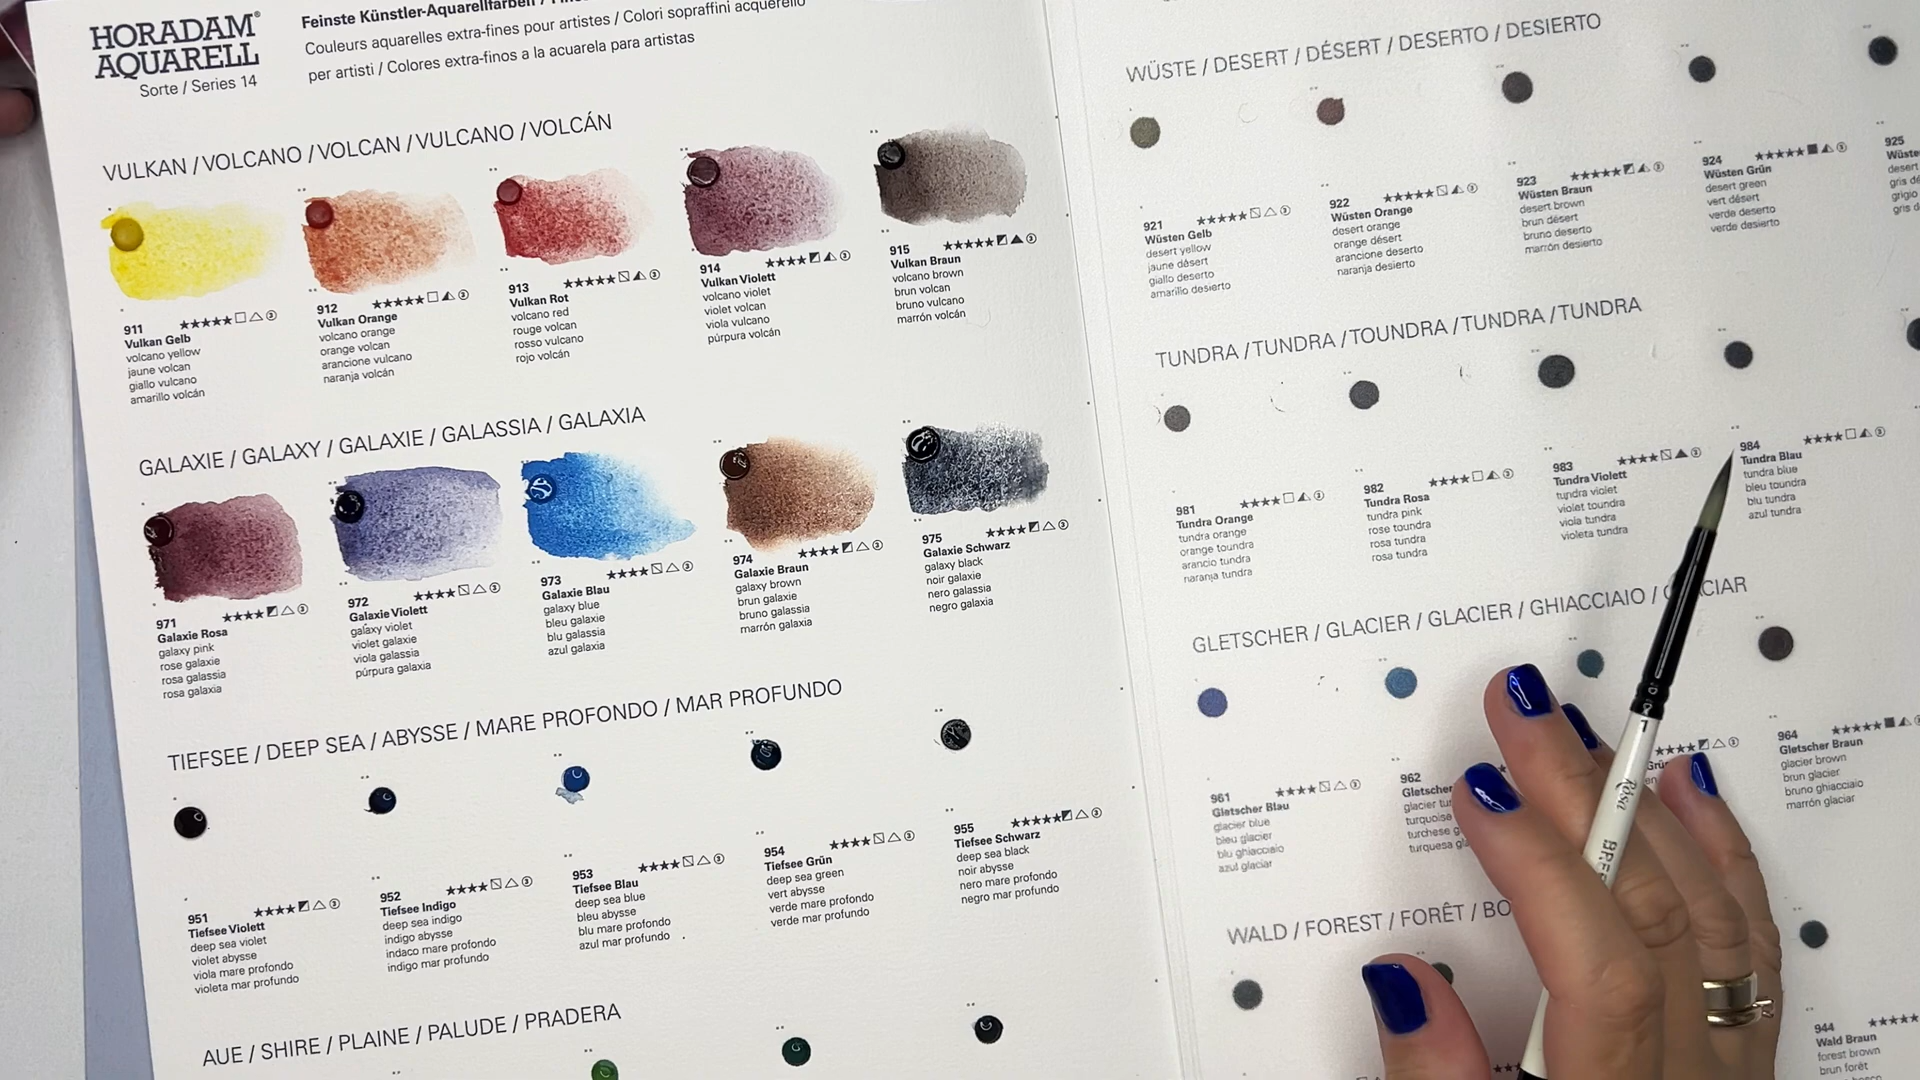 HORADAM®
AQUARELL
Sorte / Series 14
Feinste Künstler-Aquarellfarben /
Couleurs aquarelles extra-fines pour artistes / Colori sopraffini acquerello
per artisti / Colores extra-finos a la acuarela para artistas
VULKAN / VOLCANO / VOLCAN / VULCANO / VOLCÁN
911 ★★★★★
Vulkan Gelb
volcano yellow
jaune volcan
giallo vulcano
amarillo volcán
912 ★★★★★
Vulkan Orange
volcano orange
orange volcan
arancione vulcano
naranja volcán
913 ★★★★★
Vulkan Rot
volcano red
rouge volcan
rosso vulcano
rojo volcán
914 ★★★★
Vulkan Violett
volcano violet
violet volcan
viola vulcano
púrpura volcán
915 ★★★★★
Vulkan Braun
volcano brown
brun volcan
bruno vulcano
marrón volcán
GALAXIE / GALAXY / GALAXIE / GALASSIA / GALAXIA
971 ★★★★
Galaxie Rosa
galaxy pink
rose galaxie
rosa galassia
rosa galaxia
972 ★★★★
Galaxie Violett
galaxy violet
violet galaxie
viola galassia
púrpura galaxia
973 ★★★★
Galaxie Blau
galaxy blue
bleu galaxie
blu galassia
azul galaxia
974 ★★★★
Galaxie Braun
galaxy brown
brun galaxie
bruno galassia
marrón galaxia
975 ★★★★
Galaxie Schwarz
galaxy black
noir galaxie
nero galassia
negro galaxia
TIEFSEE / DEEP SEA / ABYSSE / MARE PROFONDO / MAR PROFUNDO
951 ★★★★
Tiefsee Violett
deep sea violet
violet abysse
viola mare profondo
violeta mar profundo
952 ★★★★
Tiefsee Indigo
deep sea indigo
indigo abysse
indaco mare profondo
indigo mar profundo
953 ★★★★
Tiefsee Blau
deep sea blue
bleu abysse
blu mare profondo
azul mar profundo
954 ★★★★
Tiefsee Grün
deep sea green
vert abysse
verde mare profondo
verde mar profundo
955 ★★★★★
Tiefsee Schwarz
deep sea black
noir abysse
nero mare profondo
negro mar profundo
AUE / SHIRE / PLAINE / PALUDE / PRADERA
WÜSTE / DESERT / DÉSERT / DESERTO / DESIERTO
921 ★★★★★
Wüsten Gelb
desert yellow
jaune désert
giallo deserto
amarillo desierto
922 ★★★★★
Wüsten Orange
desert orange
orange désert
arancione deserto
naranja desierto
923 ★★★★★
Wüsten Braun
desert brown
brun désert
bruno deserto
marrón desierto
924 ★★★★★
Wüsten Grün
desert green
vert désert
verde deserto
verde desierto
925
Wüste
desert
gris dé
grigio
gris d
TUNDRA / TUNDRA / TOUNDRA / TUNDRA / TUNDRA
981 ★★★★
Tundra Orange
tundra orange
orange toundra
arancio tundra
naranja tundra
982 ★★★★
Tundra Rosa
tundra pink
rose toundra
rosa tundra
rosa tundra
983 ★★★★
Tundra Violett
tundra violet
violet toundra
viola tundra
violeta tundra
984 ★★★★
Tundra Blau
tundra blue
bleu toundra
blu tundra
azul tundra
GLETSCHER / GLACIER / GLACIER / GHIACCIAIO / GLACIAR
961 ★★★★
Gletscher Blau
glacier blue
bleu glacier
blu ghiacciaio
azul glaciar
962
Gletscher
glacier tur
turquoise
turchese g
turquesa gl
★★★★
Grü
964 ★★★★★
Gletscher Braun
glacier brown
brun glacier
bruno ghiacciaio
marrón glaciar
WALD / FOREST / FORÊT / BO
944 ★★★★★
Wald Braun
forest brown
brun forêt
1
Rosa